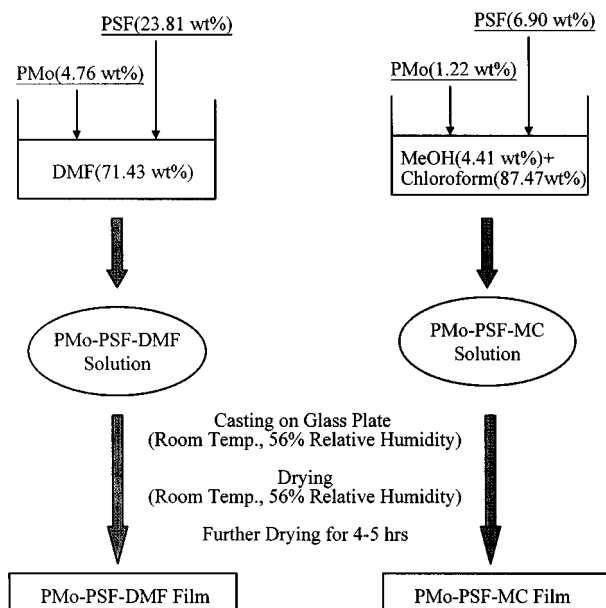 PSF(23.81 wt%)
PMo(4.76 wt%)
DMF(71.43 wt%)
PSF(6.90 wt%)
PMo(1.22 wt%)
MeOH(4.41 wt%)+
Chloroform(87.47wt%)
PMo-PSF-DMF
Solution
PMo-PSF-MC
Solution
Casting on Glass Plate
(Room Temp., 56% Relative Humidity)
Drying
(Room Temp., 56% Relative Humidity)
Further Drying for 4-5 hrs
PMo-PSF-DMF Film
PMo-PSF-MC Film